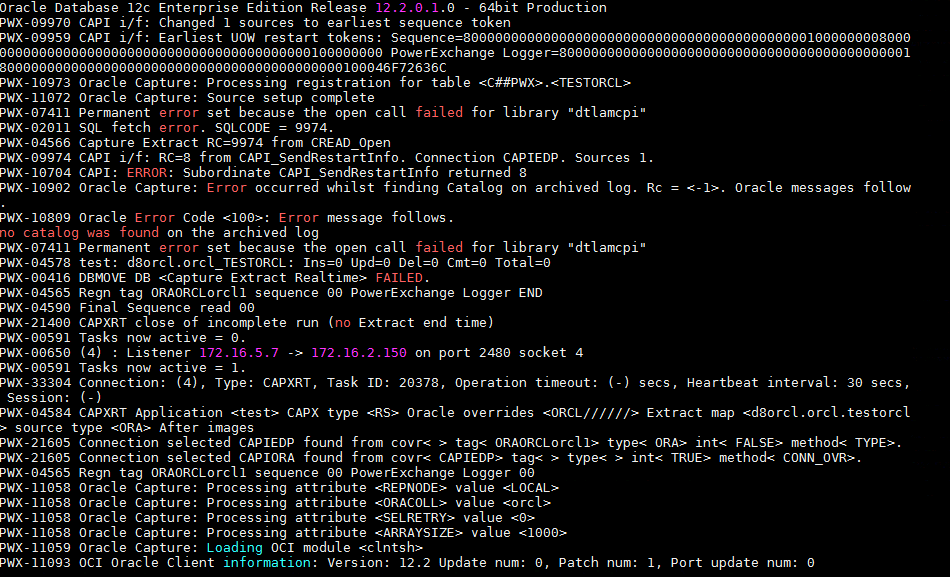 Oracle Database 12c Enterprise Edition Release 12.2.0.1.0 - 64bit Production
PWX-09970 CAPI i/f: Changed 1 sources to earliest sequence token
PWX-09959 CAPI i/f: Earliest UOW restart tokens: Sequence=80000000000000000000000000000000000000000001000000008000
000000000000000000000000000000000000000100000000 PowerExchange Logger=80000000000000000000000000000000000000000001
80000000000000000000000000000000000000000000100046F72636C
PWX-10973 Oracle Capture: Processing registration for table <C##PWX>.<TESTORCL>
PWX-11072 Oracle Capture: Source setup complete
PWX-07411 Permanent error set because the open call failed for library "dtlamcpi"
PWX-02011 SQL fetch error. SQLCODE = 9974.
PWX-04566 Capture Extract RC=9974 from CREAD_Open
PWX-09974 CAPI i/f: RC=8 from CAPI_SendRestartInfo. Connection CAPIEDP. Sources 1.
PWX-10704 CAPI: ERROR: Subordinate CAPI_SendRestartInfo returned 8
PWX-10902 Oracle Capture: Error occurred whilst finding Catalog on archived log. Rc = <-1>. Oracle messages follow
.
PWX-10809 Oracle Error Code <100>: Error message follows.
no catalog was found on the archived log
PWX-07411 Permanent error set because the open call failed for library "dtlamcpi"
PWX-04578 test: d8orcl.orcl_TESTORCL: Ins=0 Upd=0 Del=0 Cmt=0 Total=0
PWX-00416 DBMOVE DB <Capture Extract Realtime> FAILED.
PWX-04565 Regn tag ORAORCLorcl1 sequence 00 PowerExchange Logger END
PWX-04590 Final Sequence read 00
PWX-21400 CAPXRT close of incomplete run (no Extract end time)
PWX-00591 Tasks now active = 0.
PWX-00650 (4) : Listener 172.16.5.7 -> 172.16.2.150 on port 2480 socket 4
PWX-00591 Tasks now active = 1.
PWX-33304 Connection: (4), Type: CAPXRT, Task ID: 20378, Operation timeout: (-) secs, Heartbeat interval: 30 secs,
Session: (-)
PWX-04584 CAPXRT Application <test> CAPX type <RS> Oracle overrides <ORCL//////> Extract map <d8orcl.orcl.testorcl
> source type <ORA> After images
PWX-21605 Connection selected CAPIEDP found from covr< > tag< ORAORCLorcl1> type< ORA> int< FALSE> method< TYPE>.
PWX-21605 Connection selected CAPIORA found from covr< CAPIEDP> tag< > type< > int< TRUE> method< CONN_OVR>.
PWX-04565 Regn tag ORAORCLorcl1 sequence 00 PowerExchange Logger 00
PWX-11058 Oracle Capture: Processing attribute <REPNODE> value <LOCAL>
PWX-11058 Oracle Capture: Processing attribute <ORACOLL> value <orcl>
PWX-11058 Oracle Capture: Processing attribute <SELRETRY> value <0>
PWX-11058 Oracle Capture: Processing attribute <ARRAYSIZE> value <1000>
PWX-11059 Oracle Capture: Loading OCI module <clntsh>
PWX-11093 OCI Oracle Client information: Version: 12.2 Update num: 0, Patch num: 1, Port update num: 0